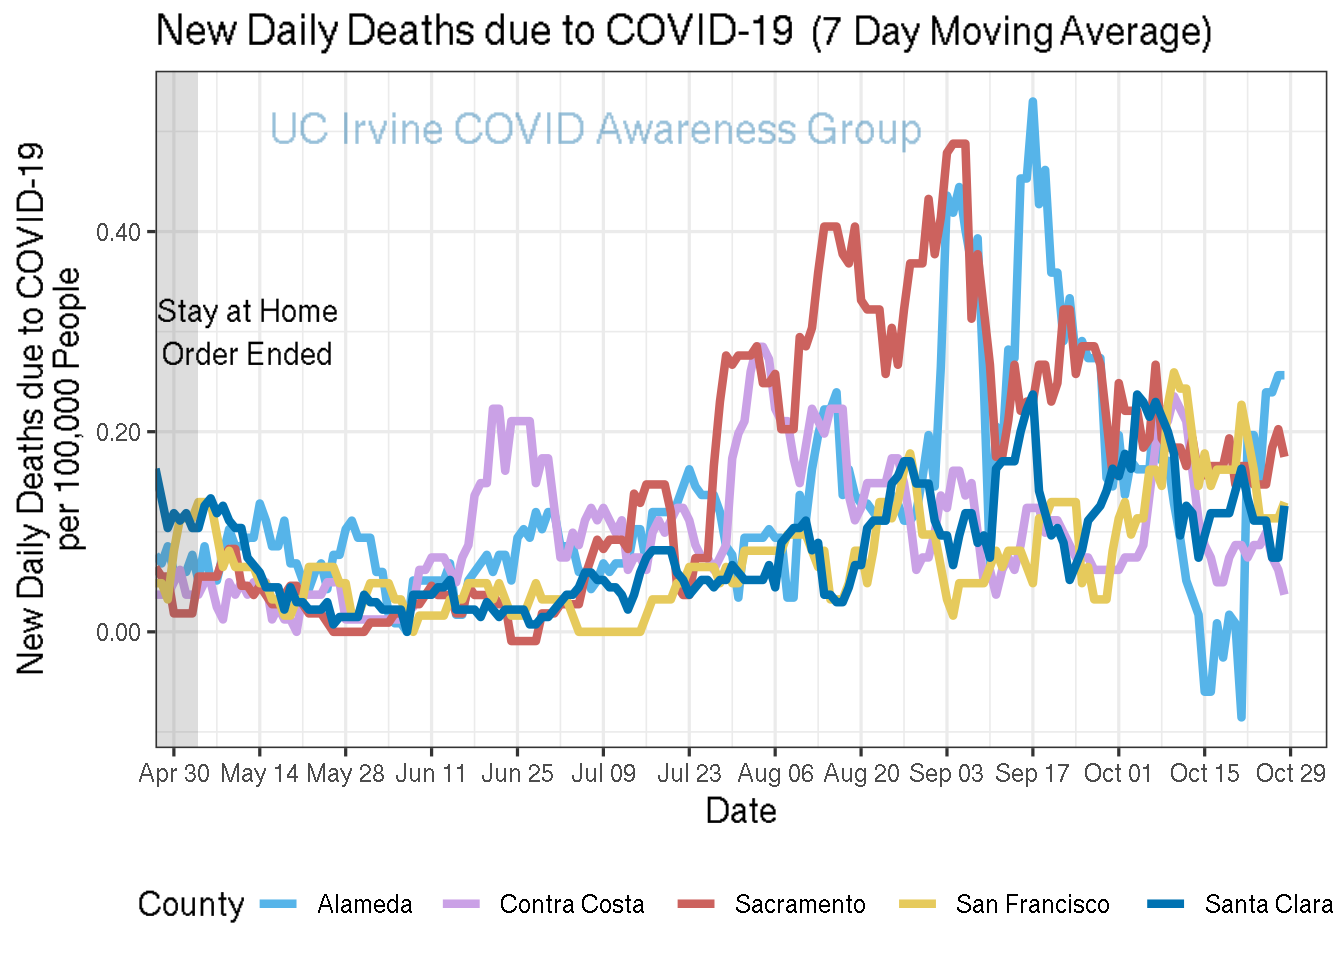 New Daily Deaths due to COVID-19 (7 Day Moving Average)
UC Irvine COVID Awareness Group
New Daily Deaths due to COVID-19
per 100,000 People
0.40
0.20
0.00
Stay at Home
Order Ended
Apr 30 May 14 May 28 Jun 11 Jun 25 Jul 09 Jul 23 Aug 06 Aug 20 Sep 03 Sep 17 Oct 01 Oct 15 Oct 29
Date
County Alameda Contra Costa Sacramento San Francisco Santa Clara